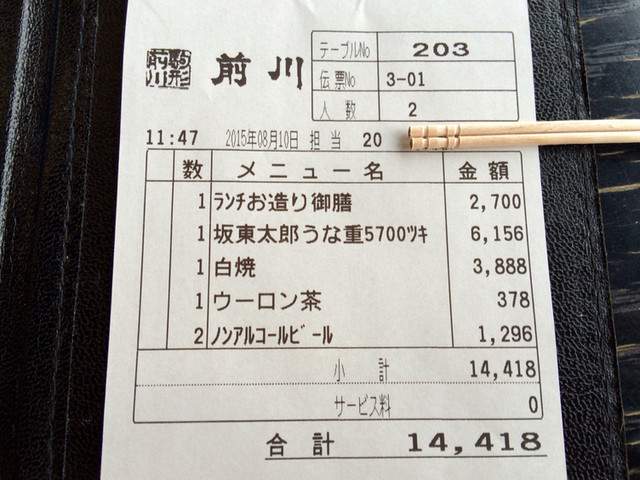 駒形
前川
前川
テーブルNo 203
伝票No 3-01
人数 2
11:47 2015年08月10日 担当 20
数 メニュー名 金額
1 ﾗﾝﾁお造り御膳 2,700
1 坂東太郎うな重5700ﾂｷ 6,156
1 白焼 3,888
1 ウーロン茶 378
2 ﾉﾝｱﾙｺｰﾙﾋﾞｰﾙ 1,296
小計 14,418
サービス料 0
合計 14,418